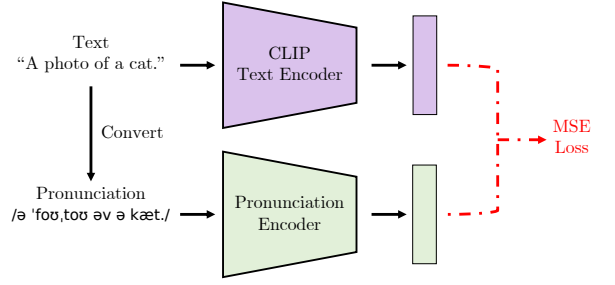 Text
“A photo of a cat.”
CLIP
Text Encoder
Convert
MSE
Loss
Pronunciation
/ə ˈfoʊˌtoʊ əv ə kæt./
Pronunciation
Encoder